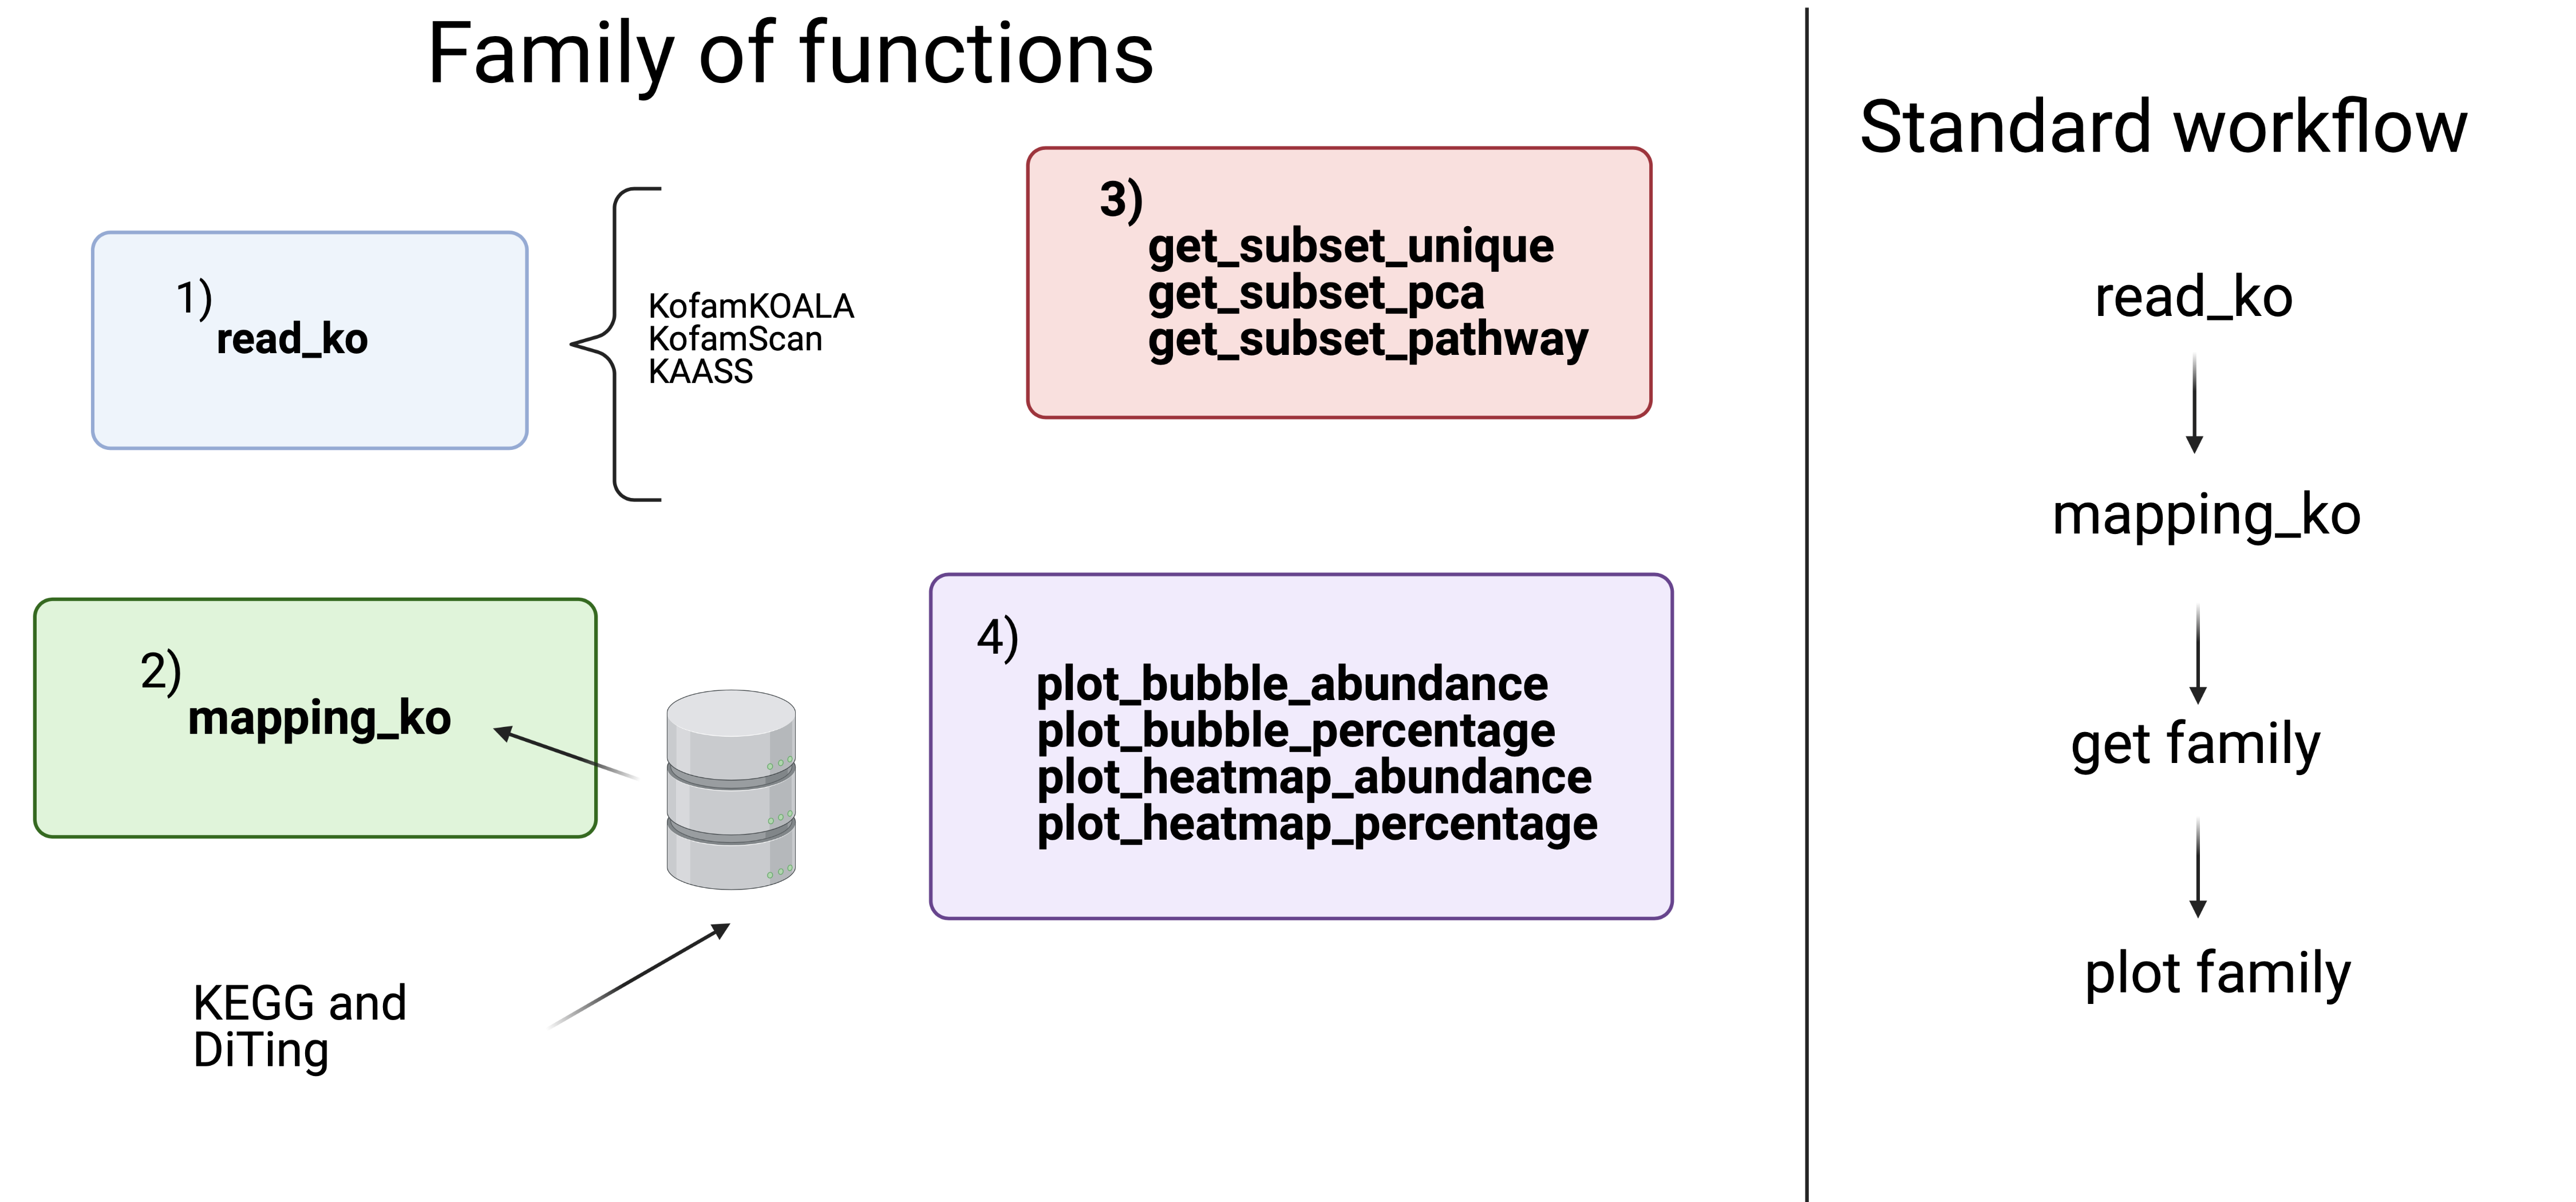 Family of functions
1)
read_ko
KofamKOALA
KofamScan
KAASS
2)
mapping_ko
KEGG and
DiTing
3)
get_subset_unique
get_subset_pca
get_subset_pathway
4)
plot_bubble_abundance
plot_bubble_percentage
plot_heatmap_abundance
plot_heatmap_percentage
Standard workflow
read_ko
mapping_ko
get family
plot family